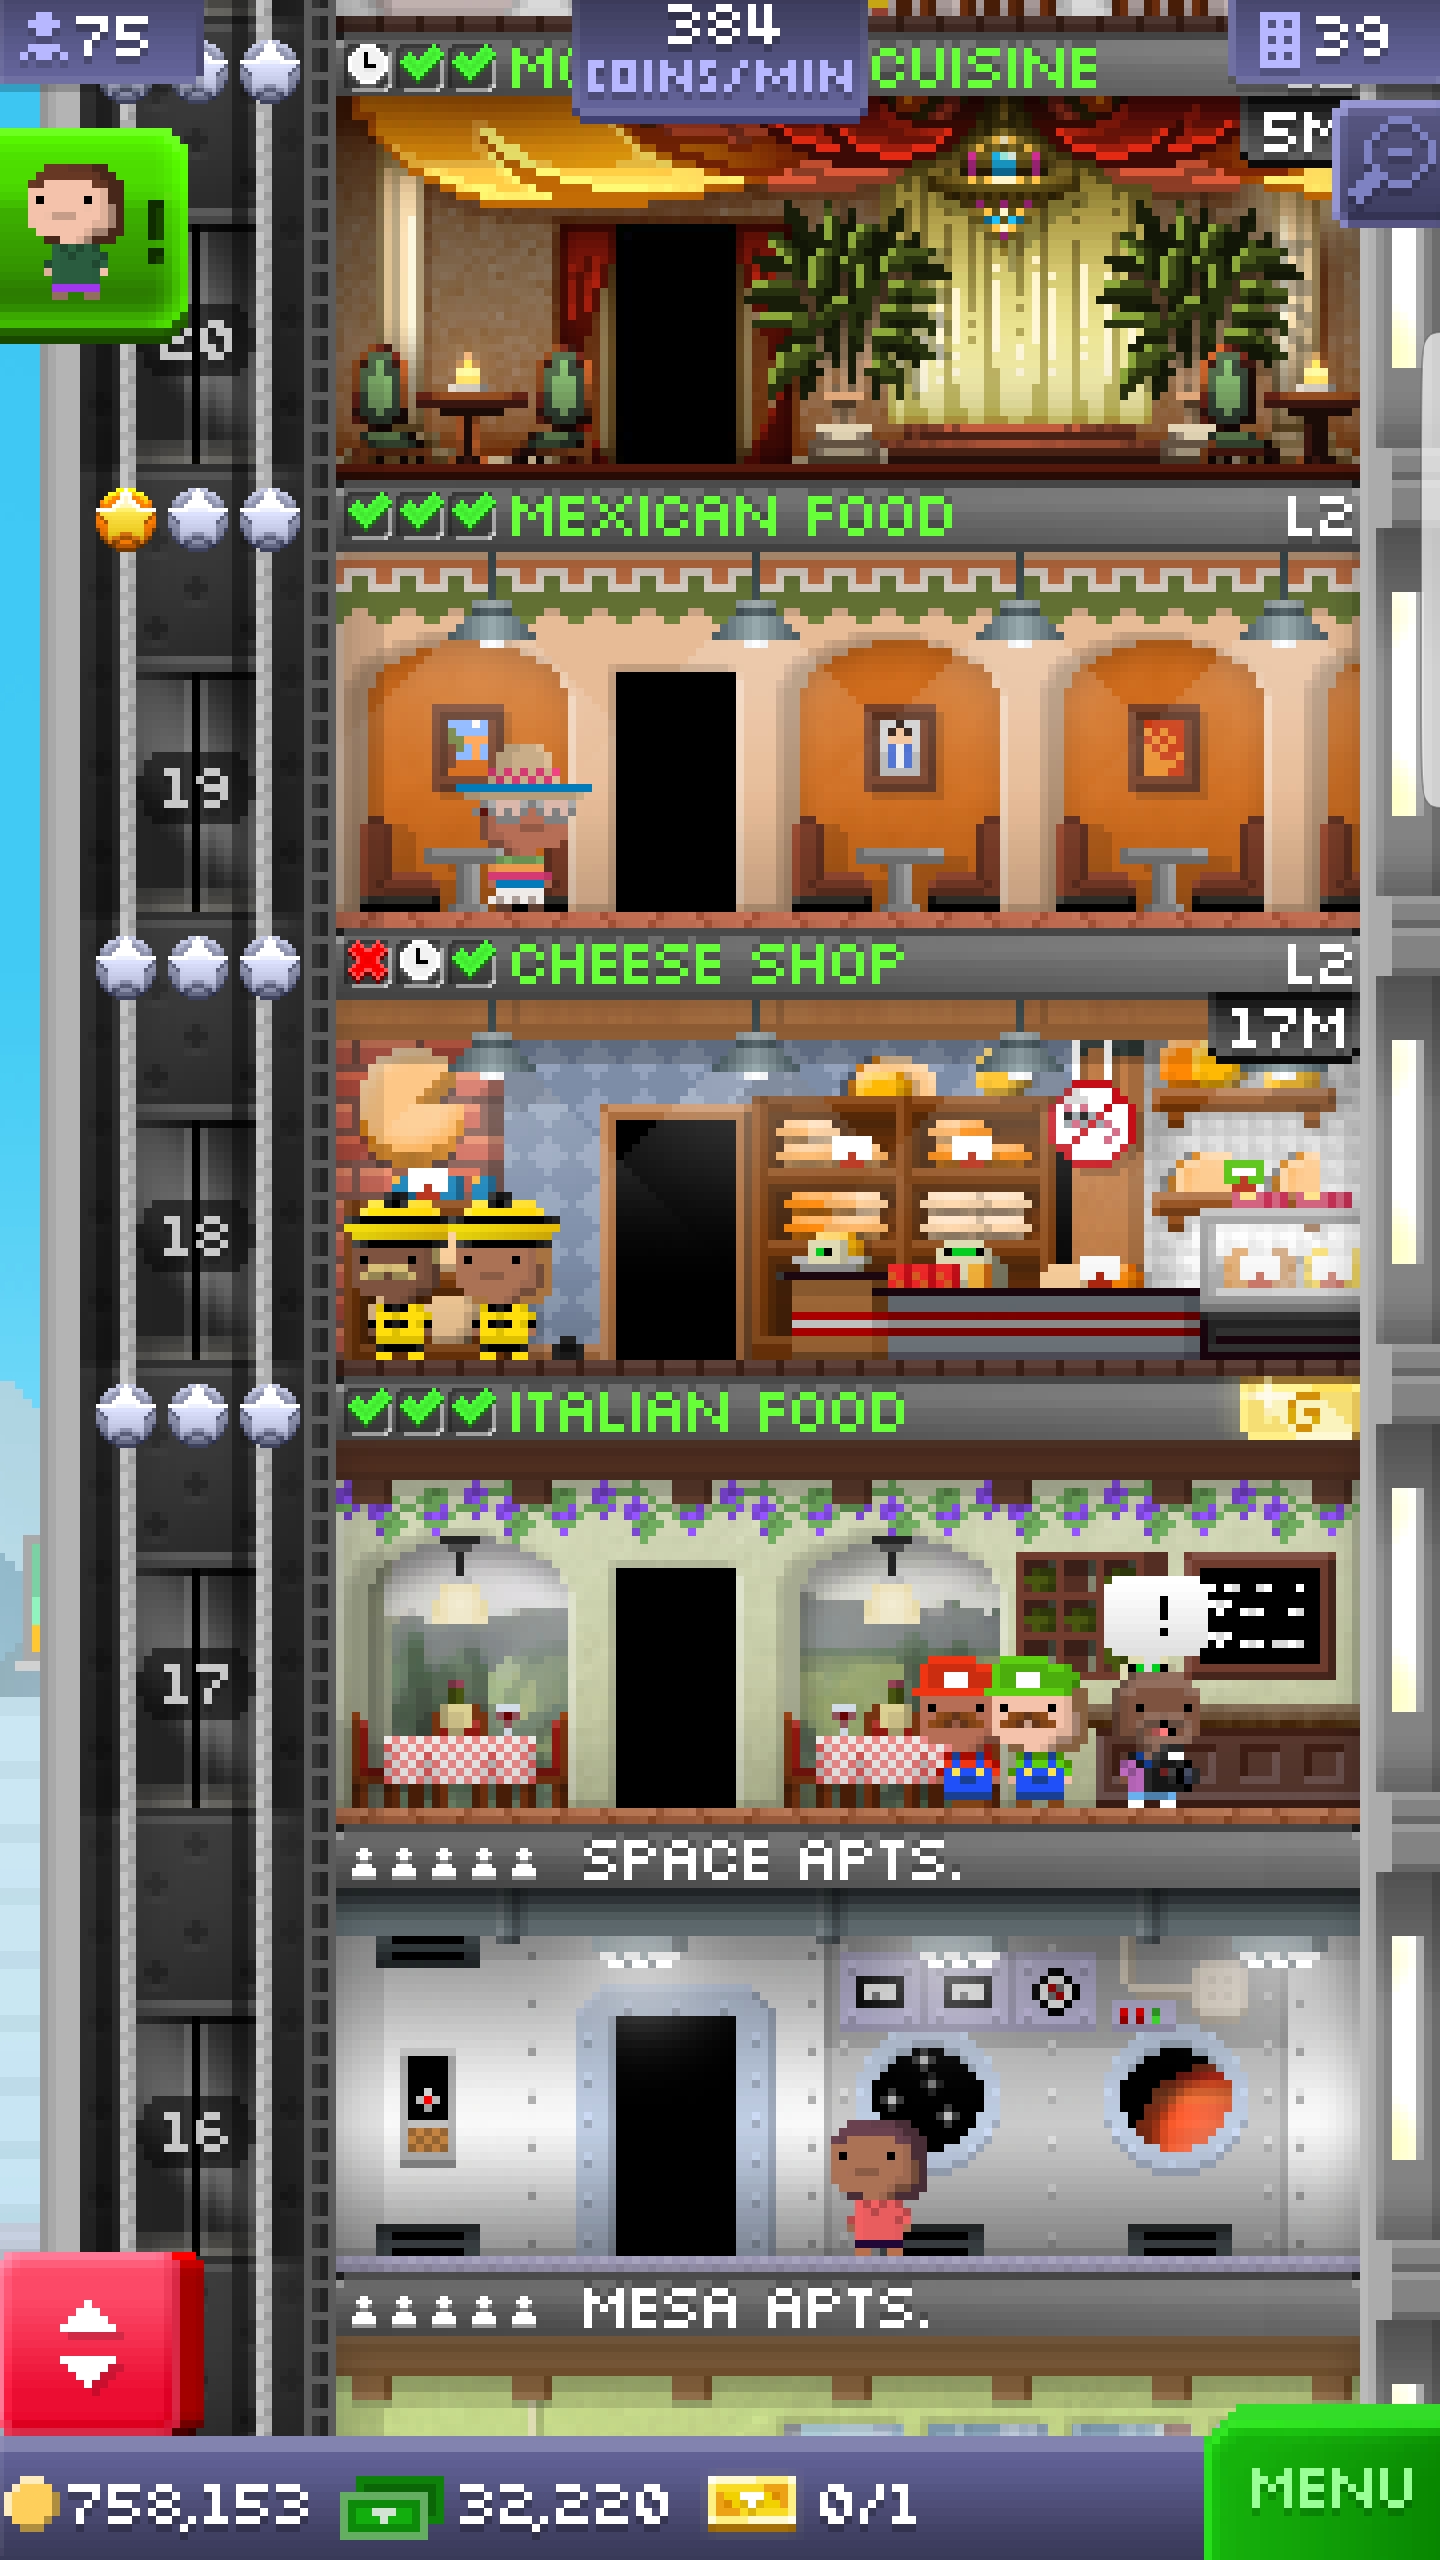 75
384
COINS/MIN
39
CUISINE
5M
!
20
MEXICAN FOOD
L2
19
CHEESE SHOP
L2
17M
18
ITALIAN FOOD
G
!
17
SPACE APTS.
16
MESA APTS.
758,153
32,220
0/1
MENU